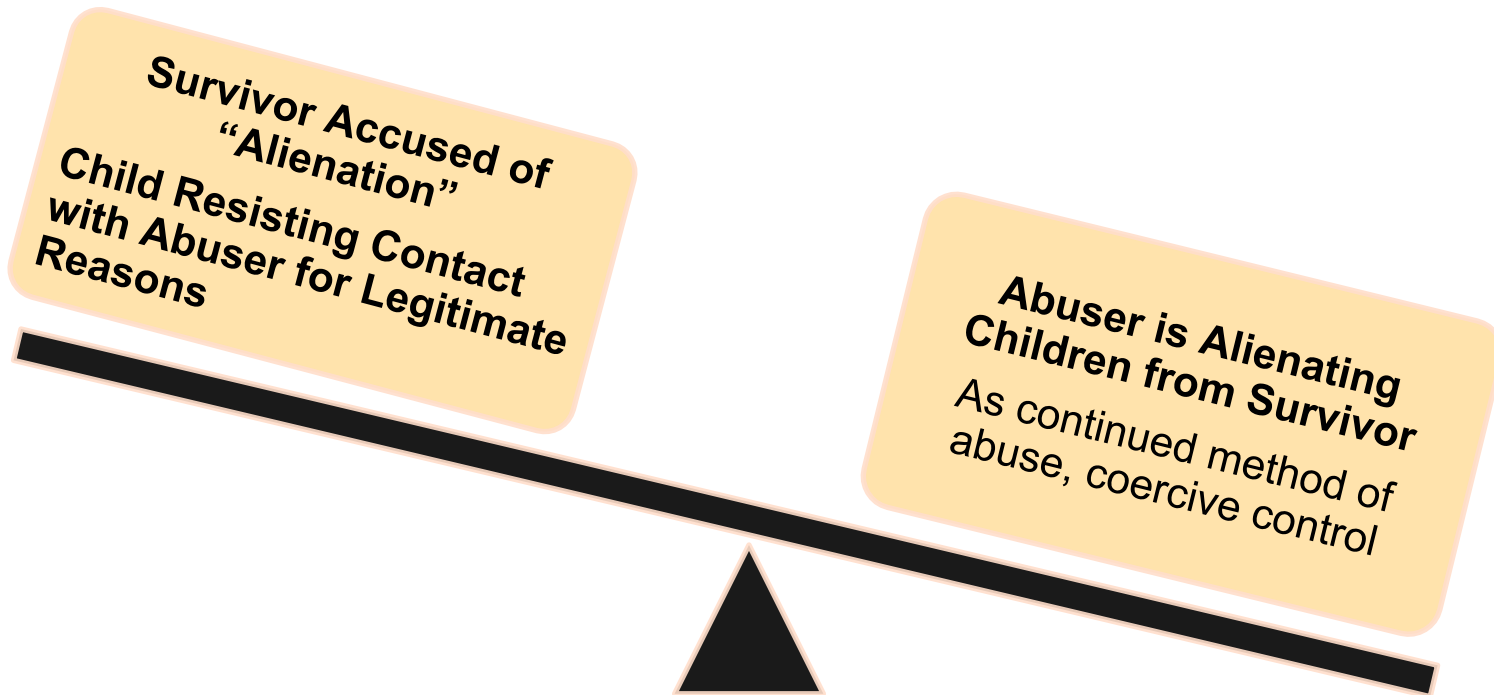 Survivor Accused of
“Alienation”
Child Resisting Contact
with Abuser for Legitimate
Reasons
Abuser is Alienating
Children from Survivor
As continued method of
abuse, coercive control